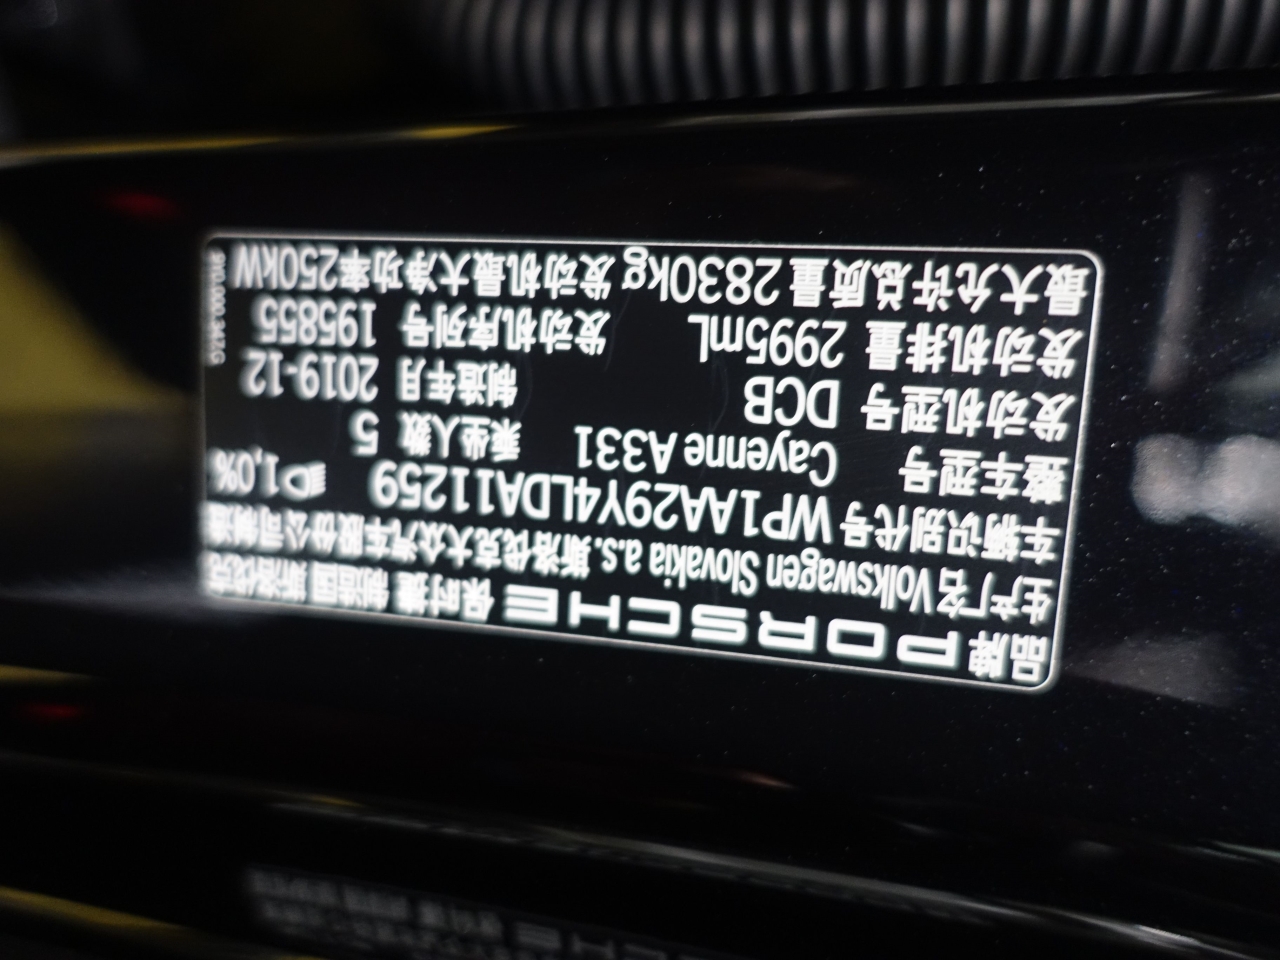 品牌 PORSCHE 保时捷 制造国 斯洛伐克
生产厂名 Volkswagen Slovakia a.s. 斯洛伐克大众汽车股份公司制造
车辆识别代号 WP1AA29Y4LDA11259 1,0%
整车型号 Cayenne A331 乘坐人数 5
发动机型号 DCB 制造年月 2019-12
发动机排量 2995mL 发动机序列号 195855
最大允许总质量 2830kg 发动机最大净功率 250kW